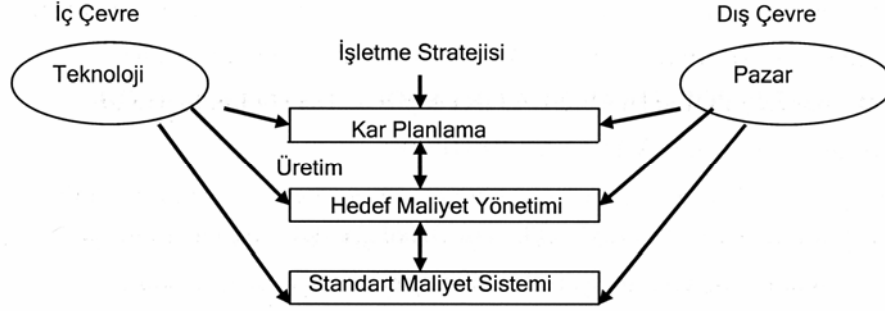 İç Çevre
Dış Çevre
Teknoloji
İşletme Stratejisi
Pazar
Kar Planlama
Üretim
Hedef Maliyet Yönetimi
Standart Maliyet Sistemi